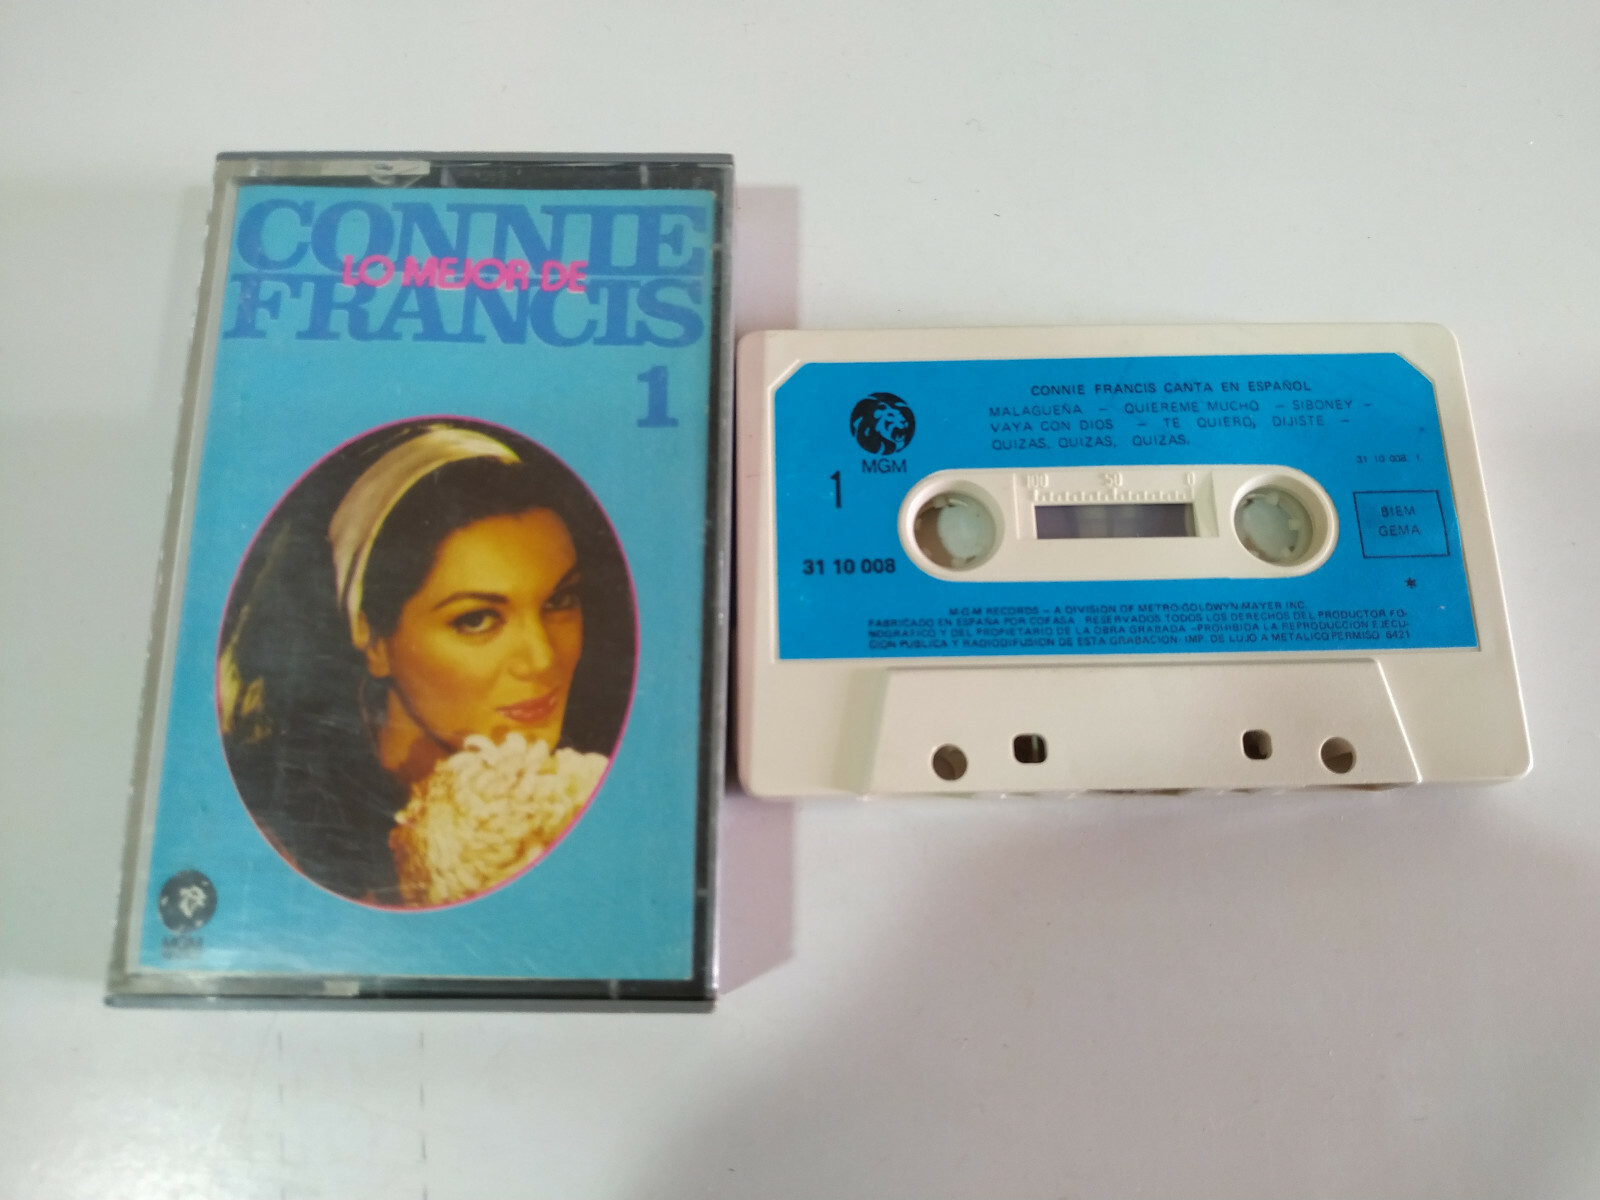 CONNIE
LO MEJOR DE
FRANCIS
1
MGM
CONNIE FRANCIS CANTA EN ESPAÑOL
MALAGUEÑA - QUIEREME MUCHO - SIBONEY -
VAYA CON DIOS - TE QUIERO, DIJISTE -
QUIZAS, QUIZAS, QUIZAS.
MGM
1
31 10 008. 1.
100 50 0
BIEM
GEMA
31 10 008
*
M-G-M RECORDS - A DIVISION OF METRO-GOLDWYN-MAYER INC.
FABRICADO EN ESPAÑA POR COFASA. RESERVADOS TODOS LOS DERECHOS DEL PRODUCTOR FO-
NOGRAFICO Y DEL PROPIETARIO DE LA OBRA GRABADA -PROHIBIDA LA REPRODUCCION EJECU-
CION PUBLICA Y RADIODIFUSION DE ESTA GRABACION. IMP. DE LUJO A METALICO PERMISO 6421